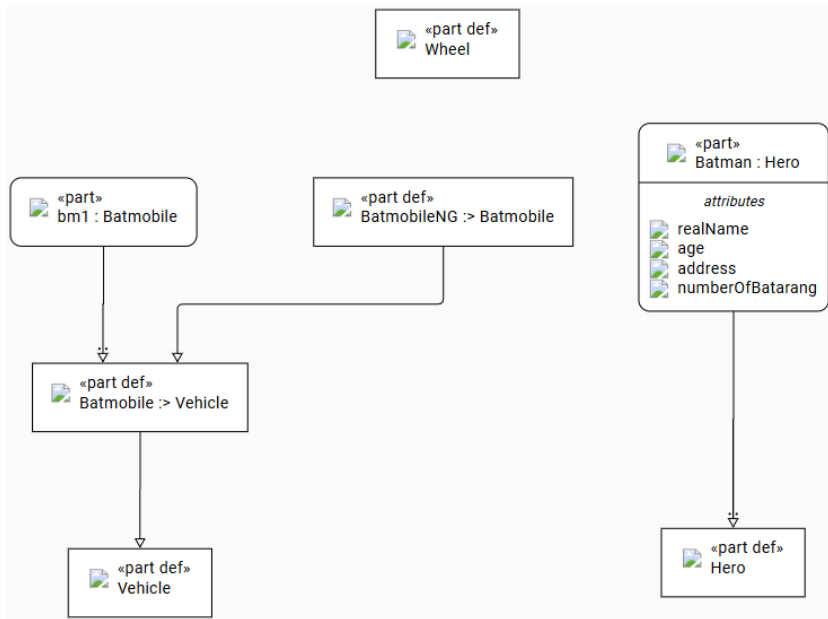 «part def»
Wheel
«part»
Batman : Hero
attributes
realName
age
address
numberOfBatarang
«part»
bm1 : Batmobile
«part def»
BatmobileNG :> Batmobile
«part def»
Batmobile :> Vehicle
«part def»
Vehicle
«part def»
Hero